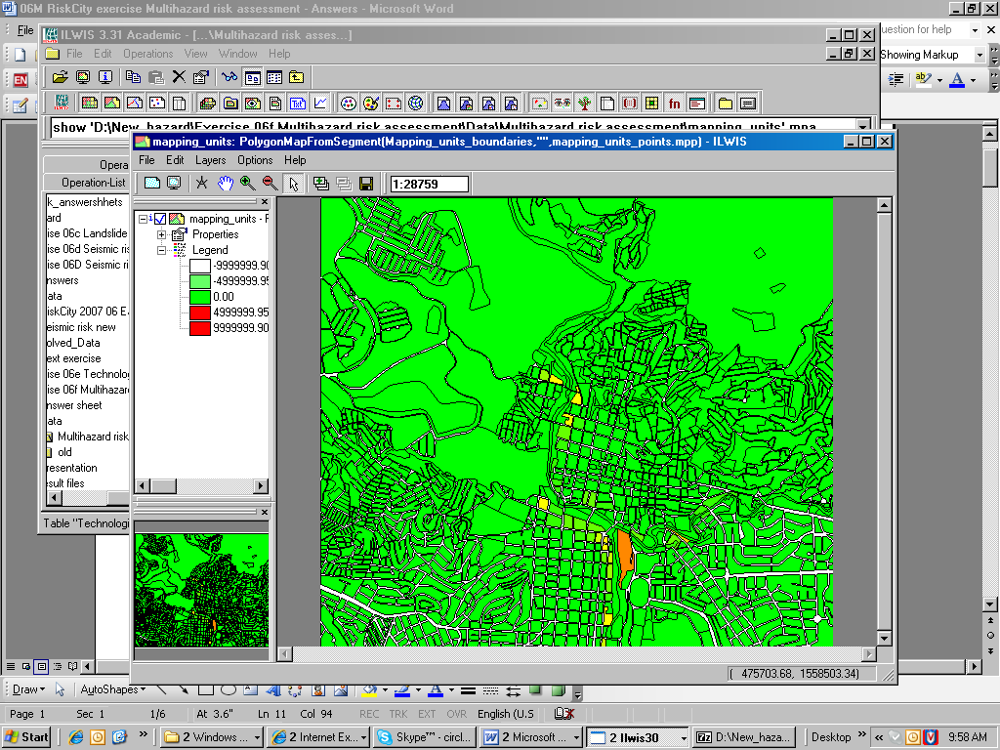 06M RiskCity exercise Multihazard risk assessment - Answers - Microsoft Word
File
uestion for help
Showing Markup
EN
ILWIS 3.31 Academic - [...\Multihazard risk asses...]
File Edit Operations View Window Help
show 'D:\New_hazard\Exercise 06f Multihazard risk assessment\Data\Multihazard risk assessment\mapping_units'.mpa
Opera
Operation-List
k_answershhets
ard
ise 06c Landslide
ise 06d Seismic ri
ise 06D Seismic ri
nswers
ata
iskCity 2007 06 E
eismic risk new
olved_Data
ext exercise
ise 06e Technolo
ise 06f Multihazard
nswer sheet
ata
Multihazard risk
old
resentation
sult files
Table "Technologi
mapping_units: PolygonMapFromSegment(Mapping_units_boundaries,"",mapping_units_points.mpp) - ILWIS
File Edit Layers Options Help
1:28759
mapping_units - F
Properties
Legend
-9999999.90
-4999999.95
0.00
4999999.95
9999999.90
( 475703.68, 1558503.34)
Draw AutoShapes
Page 1 Sec 1 1/6 At 3.6" Ln 11 Col 94 REC TRK EXT OVR English (U.S
Start 2 Windows ... 2 Internet Ex... Skype™ - circl... 2 Microsoft ... 2 Ilwis30 D:\New_haza... Desktop 9:58 AM